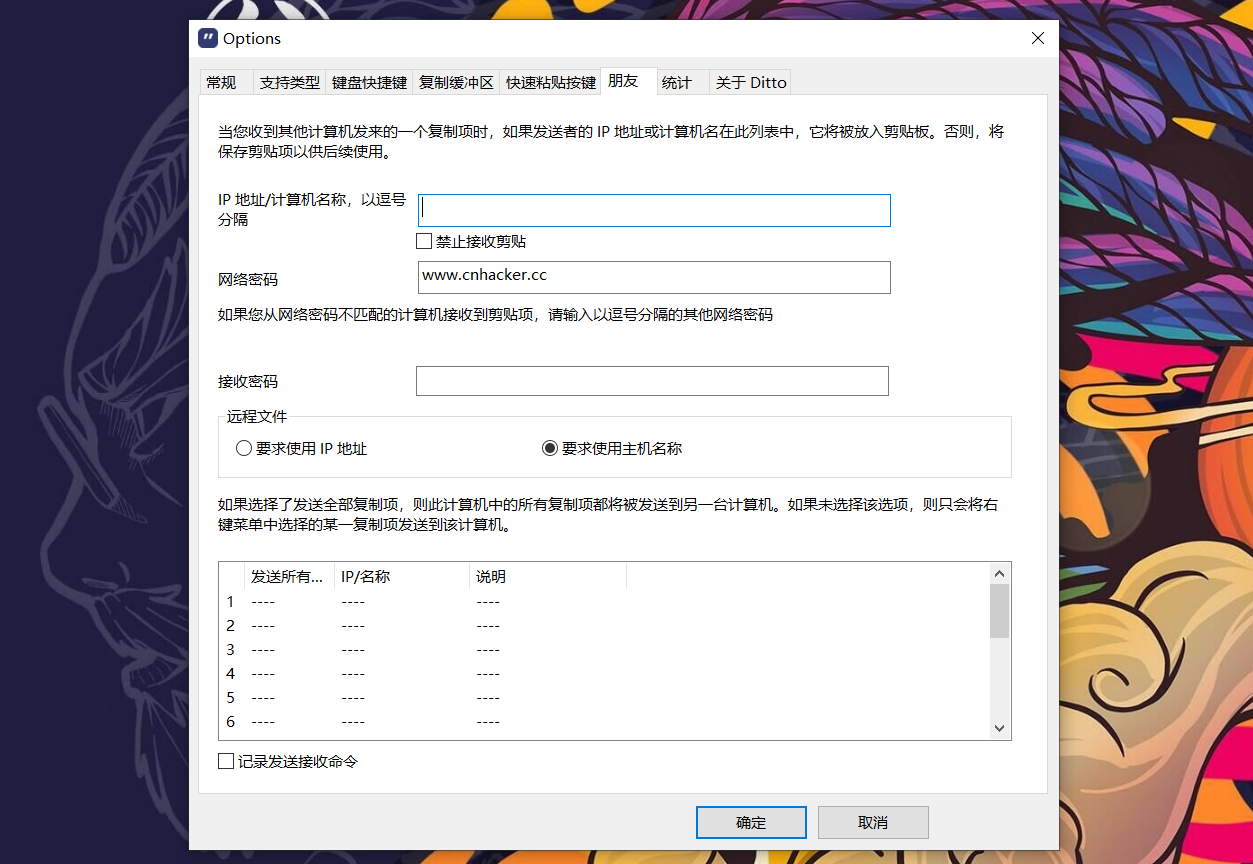 Options
常规 支持类型 键盘快捷键 复制缓冲区 快速粘贴按键 朋友 统计 关于 Ditto
当您收到其他计算机发来的一个复制项时，如果发送者的 IP 地址或计算机名在此列表中，它将被放入剪贴板。否则，将
保存剪贴项以供后续使用。
IP 地址/计算机名称，以逗号
分隔
禁止接收剪贴
网络密码 www.cnhacker.cc
如果您从网络密码不匹配的计算机接收到剪贴项，请输入以逗号分隔的其他网络密码
接收密码
远程文件
要求使用 IP 地址 要求使用主机名称
如果选择了发送全部复制项，则此计算机中的所有复制项都将被发送到另一台计算机。如果未选择该选项，则只会将右
键菜单中选择的某一复制项发送到该计算机。
发送所有... IP/名称 说明
1 ---- ---- ----
2 ---- ---- ----
3 ---- ---- ----
4 ---- ---- ----
5 ---- ---- ----
6 ---- ---- ----
记录发送接收命令
确定 取消